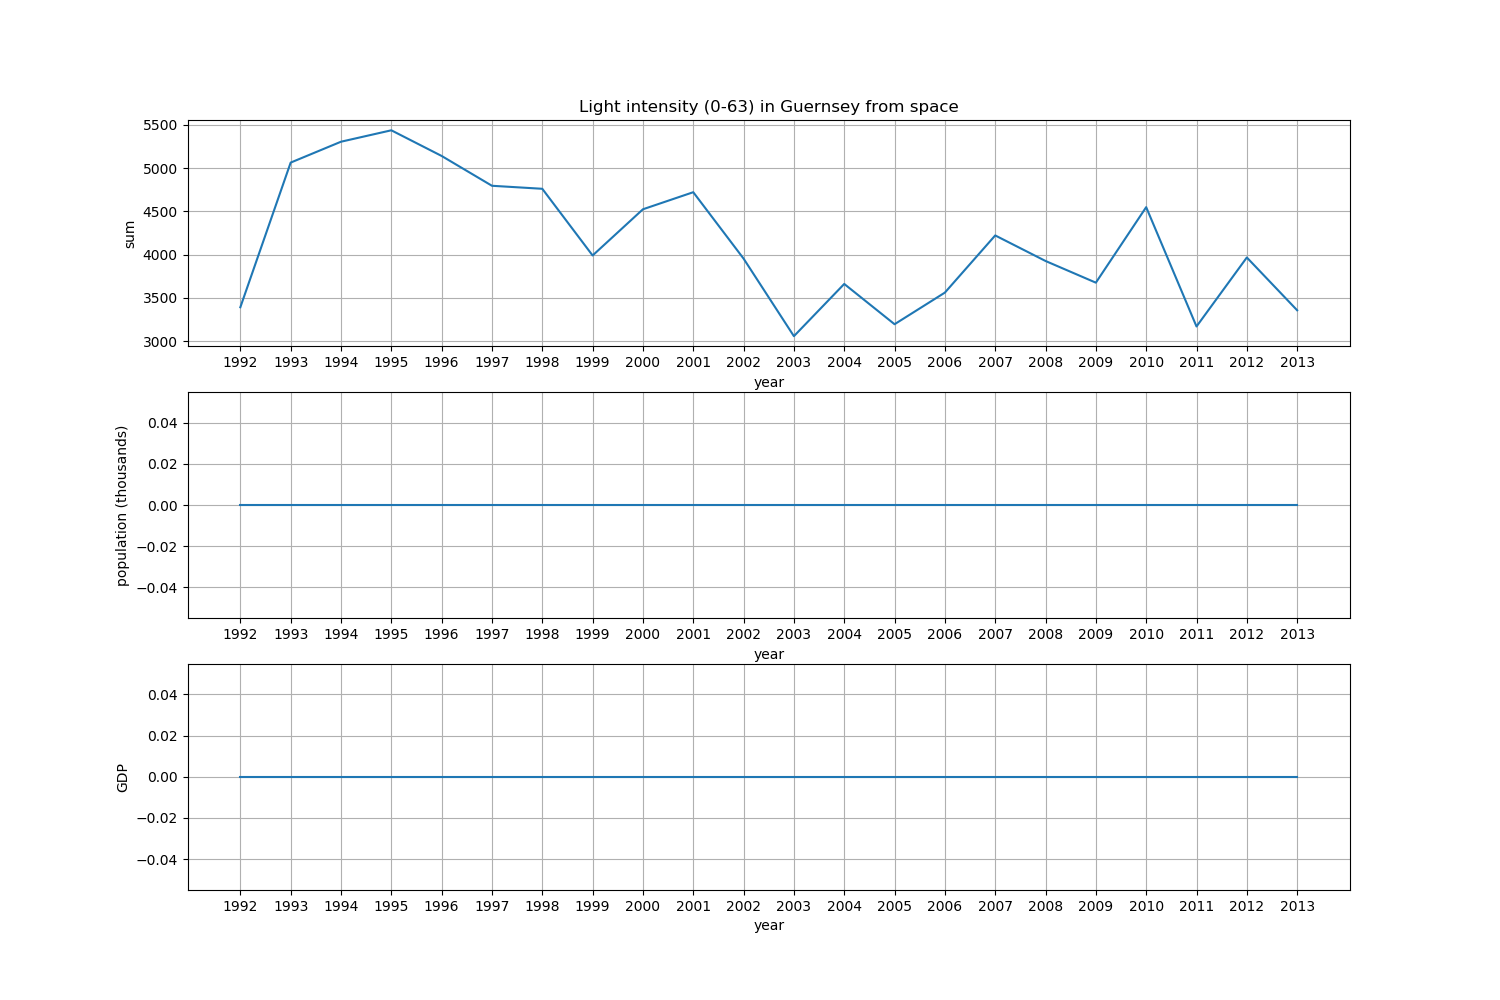 Light intensity (0-63) in Guernsey from space
5500
5000
4500
4000
3500
3000
sum
1992 1993 1994 1995 1996 1997 1998 1999 2000 2001 2002 2003 2004 2005 2006 2007 2008 2009 2010 2011 2012 2013
year
0.04
0.02
0.00
−0.02
−0.04
population (thousands)
1992 1993 1994 1995 1996 1997 1998 1999 2000 2001 2002 2003 2004 2005 2006 2007 2008 2009 2010 2011 2012 2013
year
0.04
0.02
0.00
−0.02
−0.04
GDP
1992 1993 1994 1995 1996 1997 1998 1999 2000 2001 2002 2003 2004 2005 2006 2007 2008 2009 2010 2011 2012 2013
year